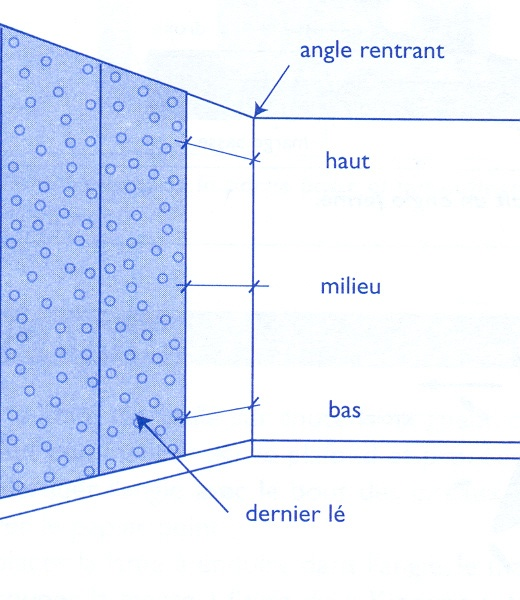 angle rentrant
haut
milieu
bas
dernier lé